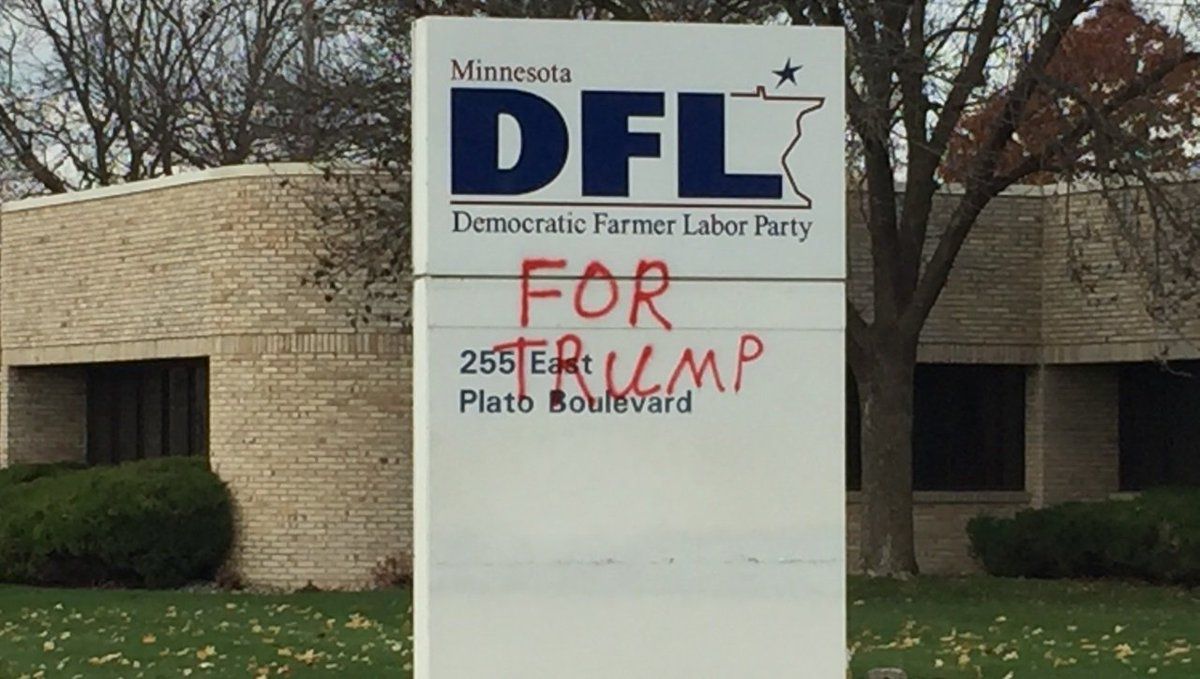 Minnesota
DFL
Democratic Farmer Labor Party
FOR
TRUMP
255 East
Plato Boulevard